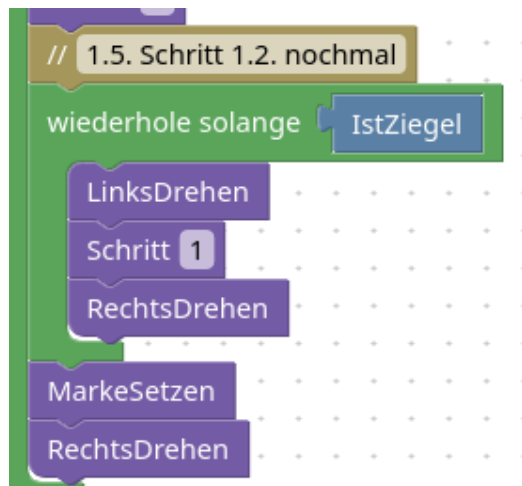 // 1.5. Schritt 1.2. nochmal
wiederhole solange IstZiegel
LinksDrehen
Schritt 1
RechtsDrehen
MarkeSetzen
RechtsDrehen